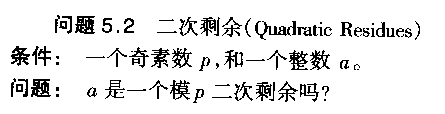 问题 5.2 二次剩余(Quadratic Residues)
条件: 一个奇素数 p,和一个整数 a。
问题: a 是一个模 p 二次剩余吗?